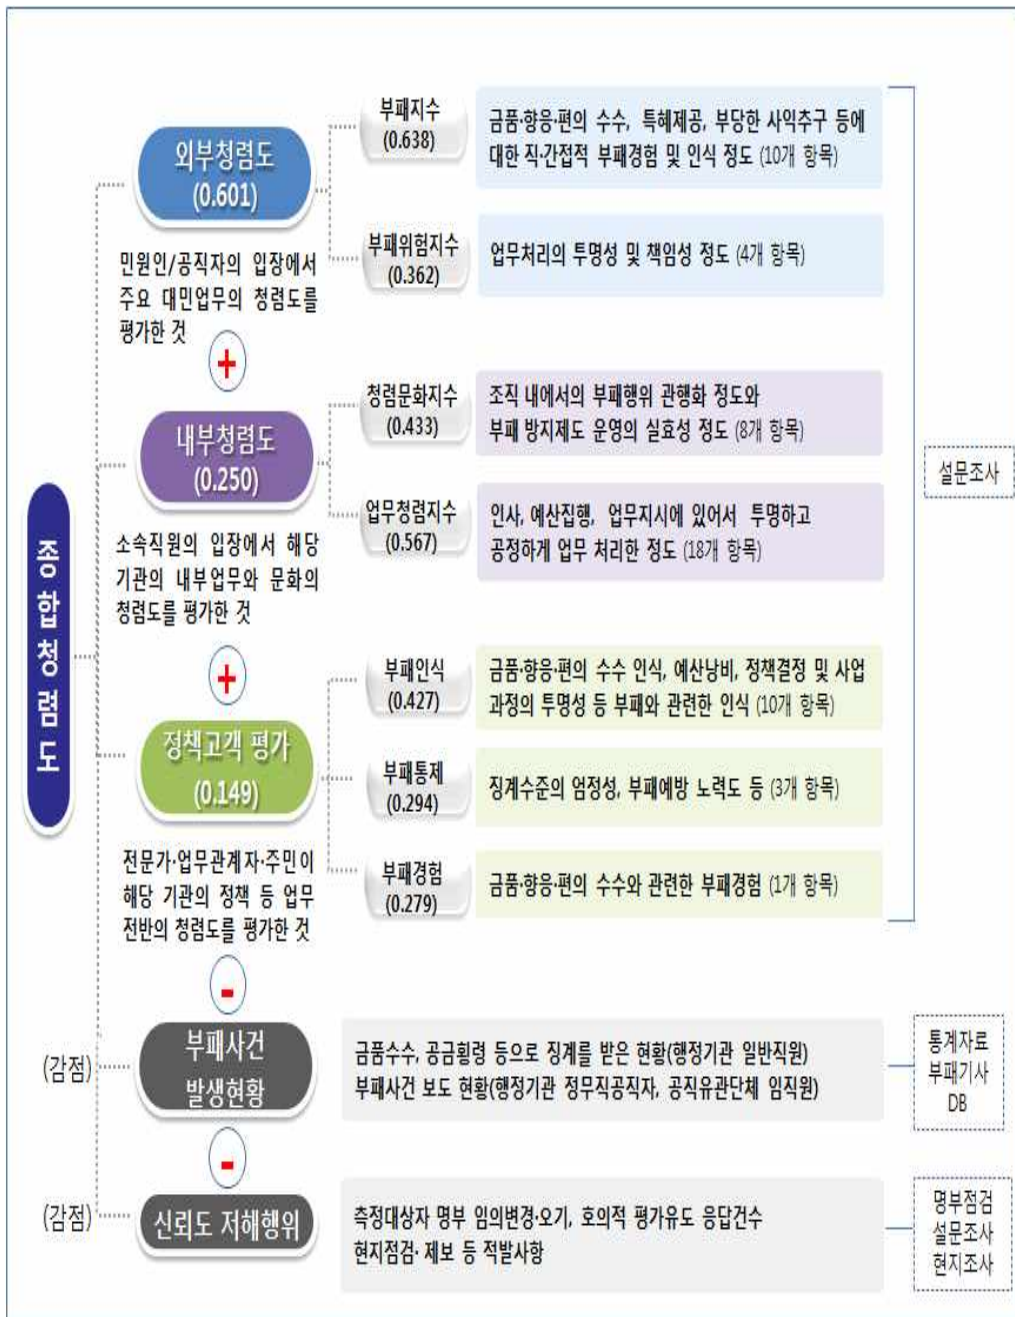 종합청렴도
외부청렴도
(0.601)
민원인/공직자의 입장에서
주요 대민업무의 청렴도를
평가한 것
부패지수
(0.638)
금품·향응·편의 수수, 특혜제공, 부당한 사익추구 등에
대한 직·간접적 부패경험 및 인식 정도 (10개 항목)
부패위험지수
(0.362)
업무처리의 투명성 및 책임성 정도 (4개 항목)
+
내부청렴도
(0.250)
소속직원의 입장에서 해당
기관의 내부업무와 문화의
청렴도를 평가한 것
청렴문화지수
(0.433)
조직 내에서의 부패행위 관행화 정도와
부패 방지제도 운영의 실효성 정도 (8개 항목)
업무청렴지수
(0.567)
인사, 예산집행, 업무지시에 있어서 투명하고
공정하게 업무 처리한 정도 (18개 항목)
+
정책고객 평가
(0.149)
전문가·업무관계자·주민이
해당 기관의 정책 등 업무
전반의 청렴도를 평가한 것
부패인식
(0.427)
금품·향응·편의 수수 인식, 예산낭비, 정책결정 및 사업
과정의 투명성 등 부패와 관련한 인식 (10개 항목)
부패통제
(0.294)
징계수준의 엄정성, 부패예방 노력도 등 (3개 항목)
부패경험
(0.279)
금품·향응·편의 수수와 관련한 부패경험 (1개 항목)
설문조사
-
(감점)
부패사건
발생현황
금품수수, 공금횡령 등으로 징계를 받은 현황(행정기관 일반직원)
부패사건 보도 현황(행정기관 정무직공직자, 공직유관단체 임직원)
통계자료
부패기사
DB
-
(감점)
신뢰도 저해행위
측정대상자 명부 임의변경·오기, 호의적 평가유도 응답건수
현지점검· 제보 등 적발사항
명부점검
설문조사
현지조사